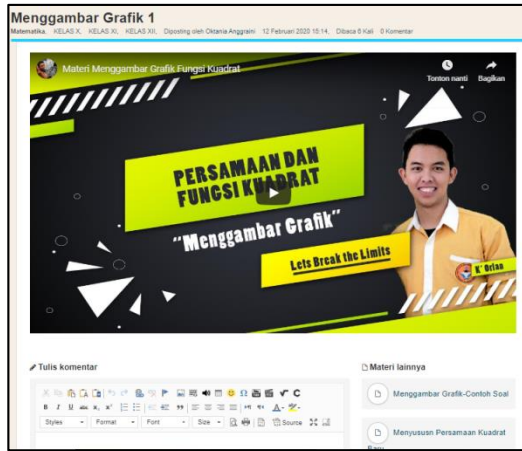 Menggambar Grafik 1
Matematika, KELAS X, KELAS XI, KELAS XII, Diposting oleh Oktania Anggraini 12 Februari 2020 15:14, Dibaca 6 Kali 0 Komentar
Materi Menggambar Grafik Fungsi Kuadrat
Tonton nanti
Bagikan
PERSAMAAN DAN
FUNGSI KUADRAT
“Menggambar Grafik”
Lets Break the Limits
K' Orlan
Tulis komentar
Materi lainnya
Styles Format Font Size Source
Menggambar Grafik-Contoh Soal
Menyusun Persamaan Kuadrat
Baru